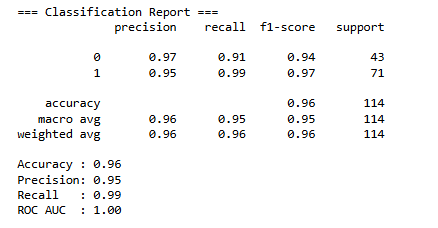 === Classification Report ===
precision recall f1-score support
0 0.97 0.91 0.94 43
1 0.95 0.99 0.97 71
accuracy 0.96 114
macro avg 0.96 0.95 0.95 114
weighted avg 0.96 0.96 0.96 114
Accuracy : 0.96
Precision: 0.95
Recall : 0.99
ROC AUC : 1.00